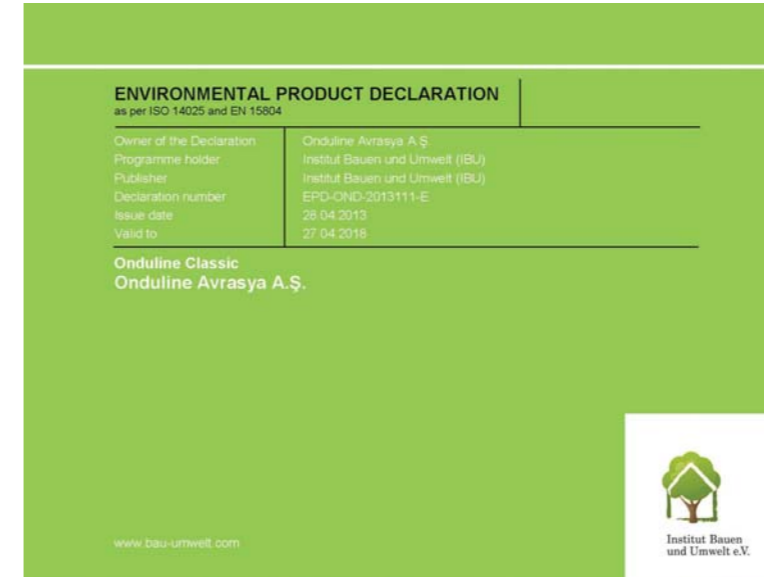 ENVIRONMENTAL PRODUCT DECLARATION
as per ISO 14025 and EN 15804
Owner of the Declaration Onduline Avrasya A.Ş.
Programme holder Institut Bauen und Umwelt (IBU)
Publisher Institut Bauen und Umwelt (IBU)
Declaration number EPD-OND-2013111-E
Issue date 28.04.2013
Valid to 27.04.2018
Onduline Classic
Onduline Avrasya A.Ş.
www.bau-umwelt.com
Institut Bauen
und Umwelt e.V.